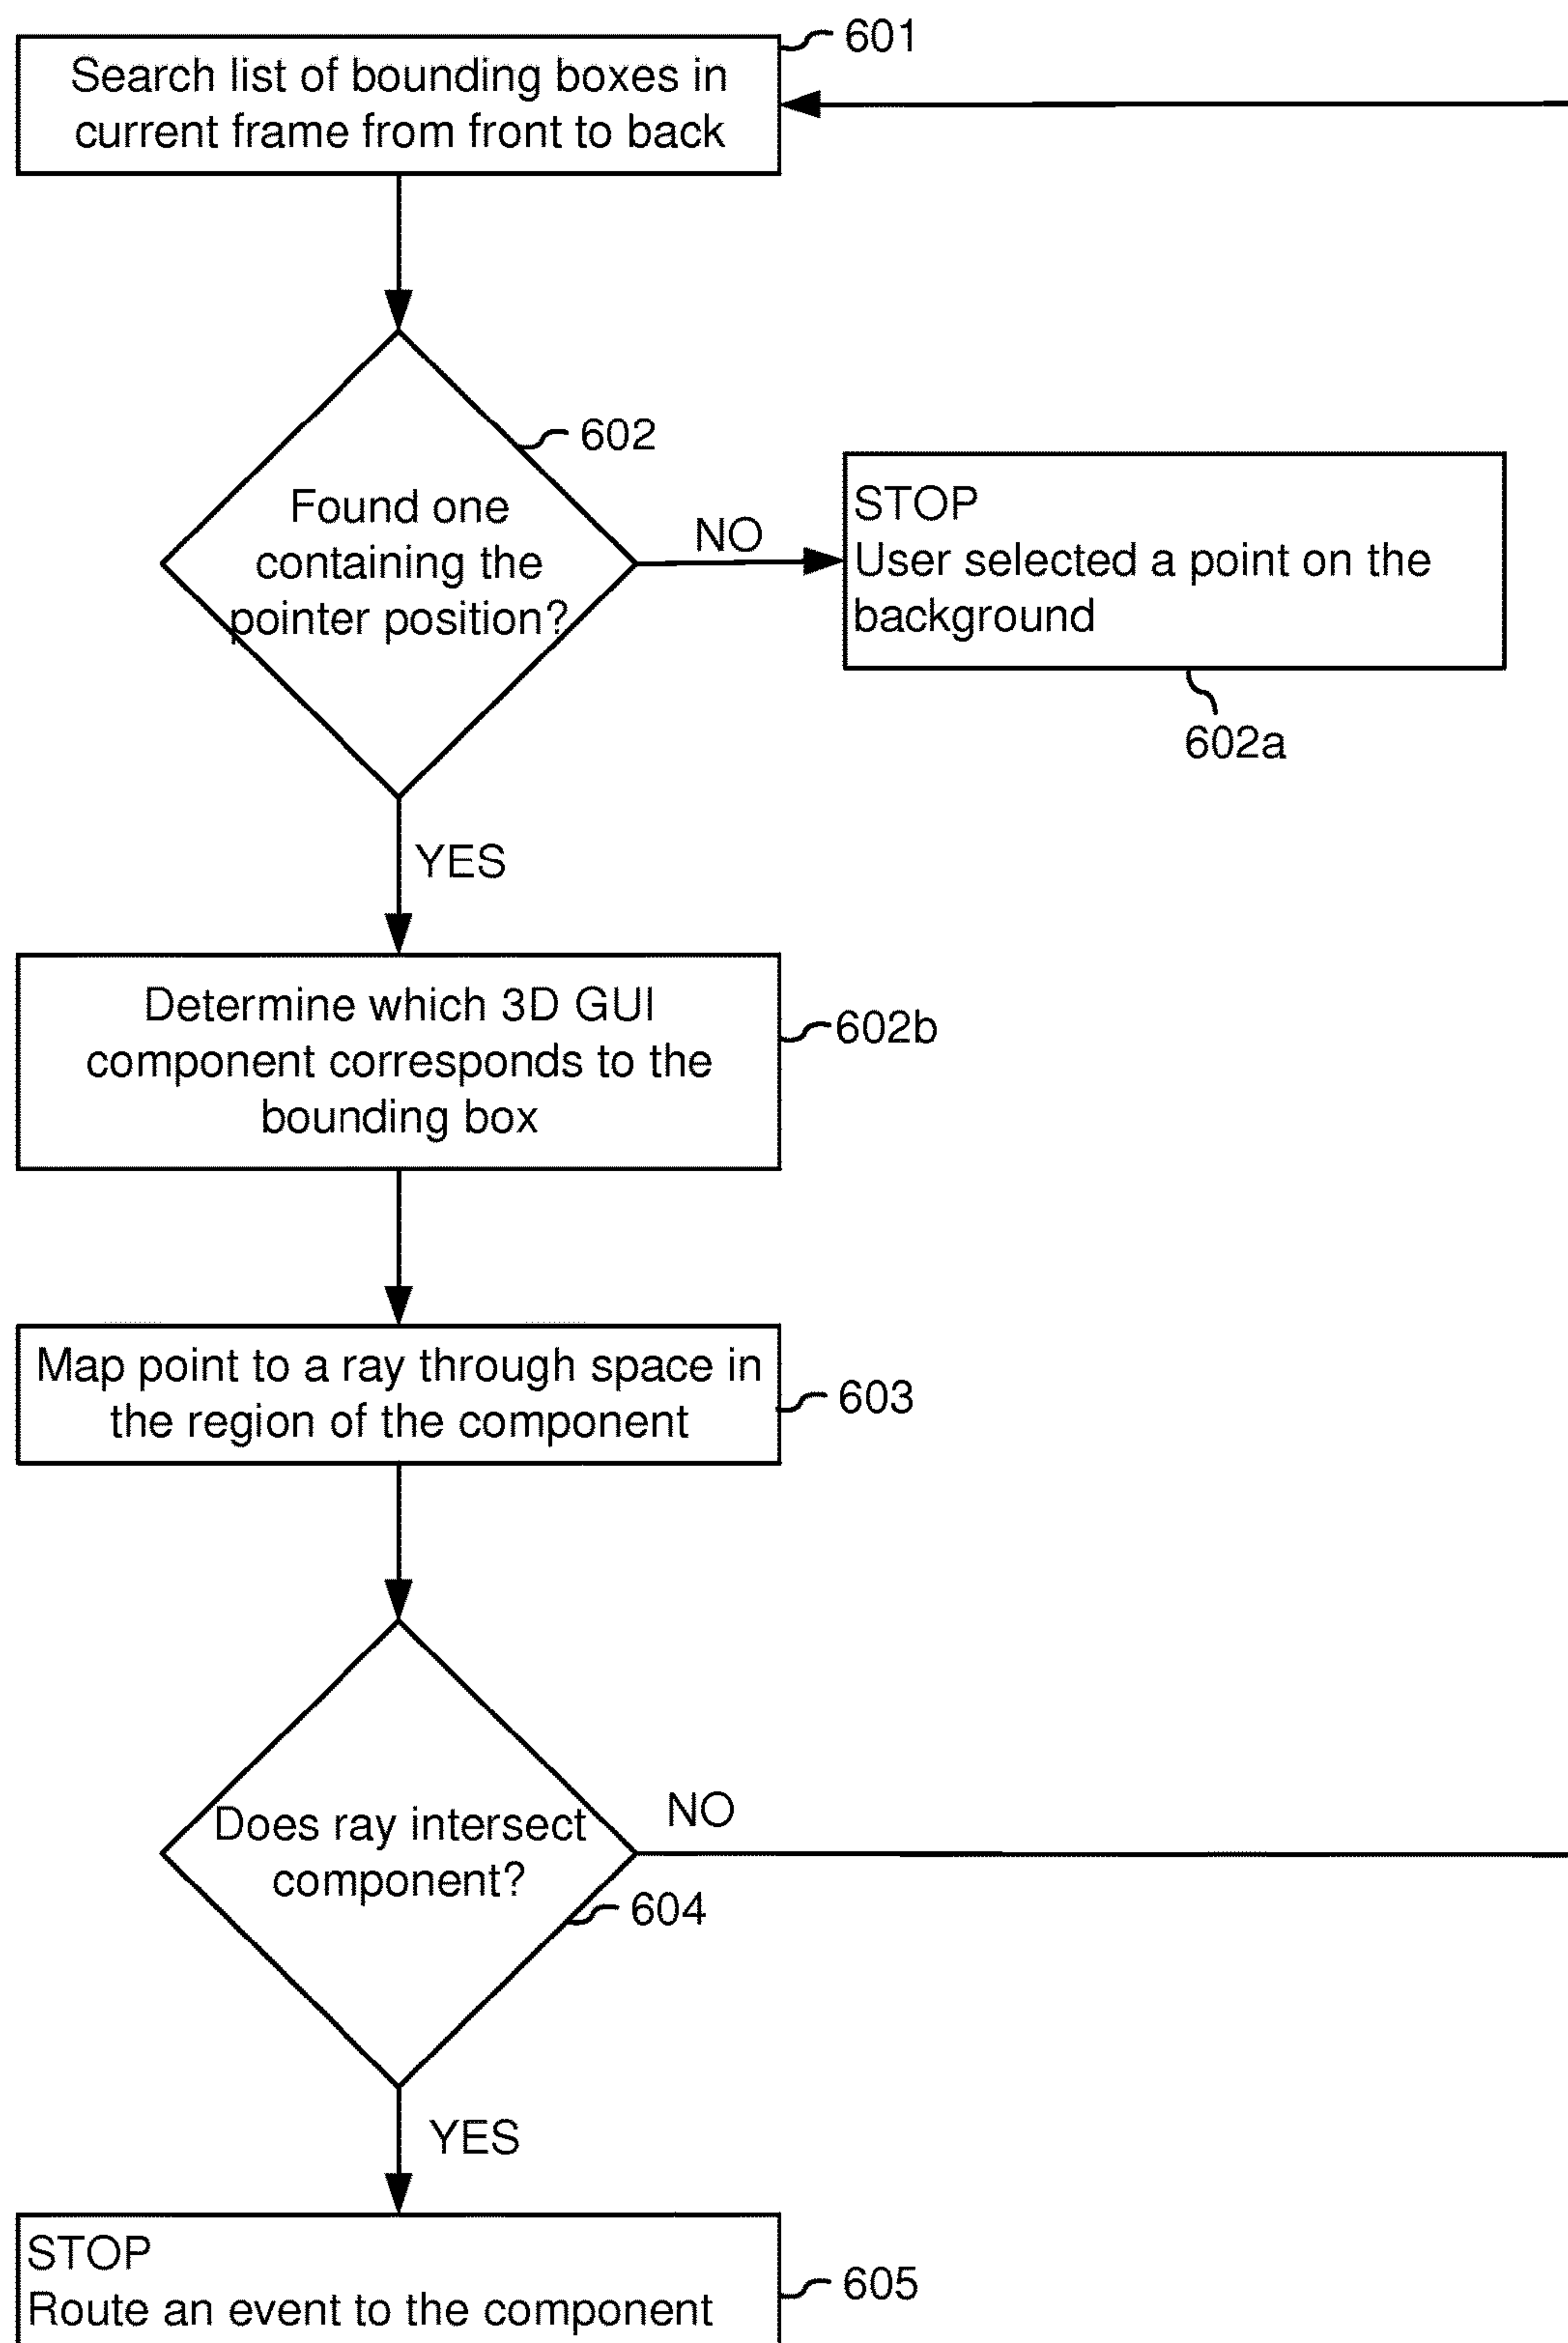 601
Search list of bounding boxes in
current frame from front to back
602
Found one
containing the
pointer position?
NO
STOP
User selected a point on the
background
602a
YES
Determine which 3D GUI
component corresponds to the
bounding box
602b
Map point to a ray through space in
the region of the component
603
Does ray intersect
component?
NO
604
YES
STOP
Route an event to the component
605